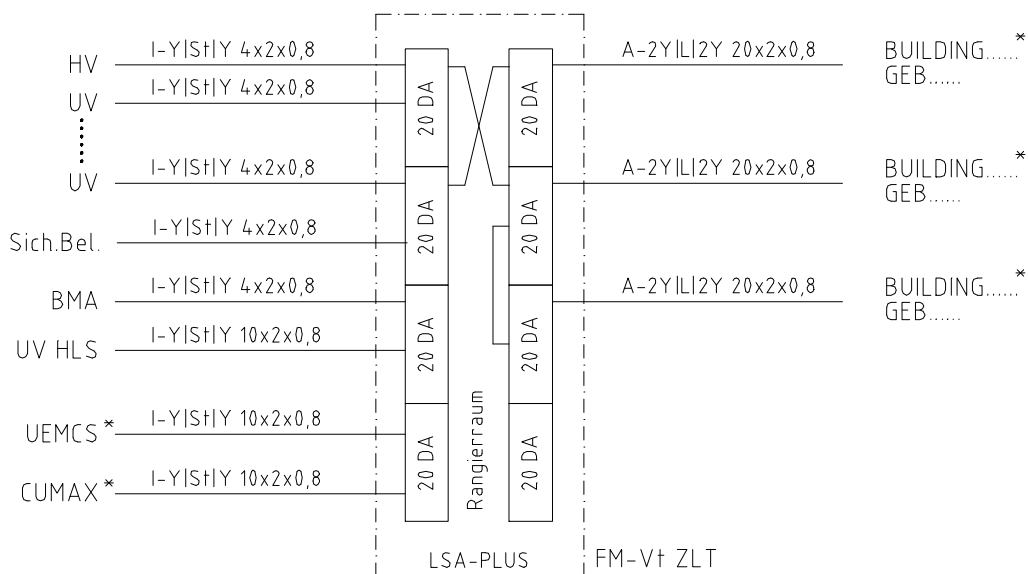 HV I-Y|St|Y 4x2x0,8
UV I-Y|St|Y 4x2x0,8
UV I-Y|St|Y 4x2x0,8
Sich.Bel. I-Y|St|Y 4x2x0,8
BMA I-Y|St|Y 4x2x0,8
UV HLS I-Y|St|Y 10x2x0,8
UEMCS * I-Y|St|Y 10x2x0,8
CUMAX * I-Y|St|Y 10x2x0,8
20 DA
20 DA
20 DA
20 DA
Rangierraum
20 DA
20 DA
20 DA
20 DA
A-2Y|L|2Y 20x2x0,8
BUILDING...... *
GEB......
A-2Y|L|2Y 20x2x0,8
BUILDING...... *
GEB......
A-2Y|L|2Y 20x2x0,8
BUILDING...... *
GEB......
LSA-PLUS
FM-Vt ZLT